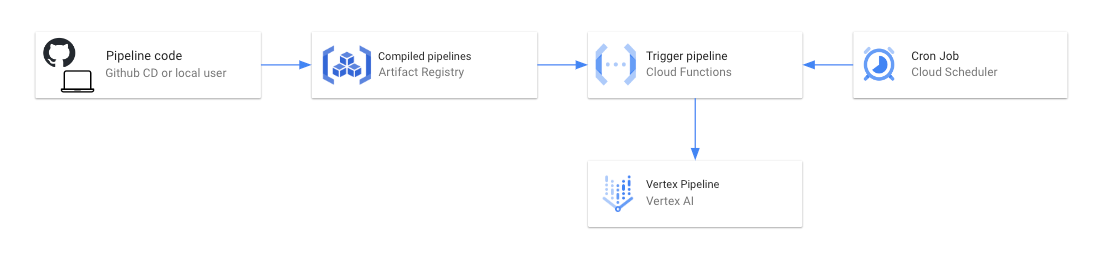 Pipeline code
Github CD or local user
Compiled pipelines
Artifact Registry
Trigger pipeline
Cloud Functions
Cron Job
Cloud Scheduler
Vertex Pipeline
Vertex AI